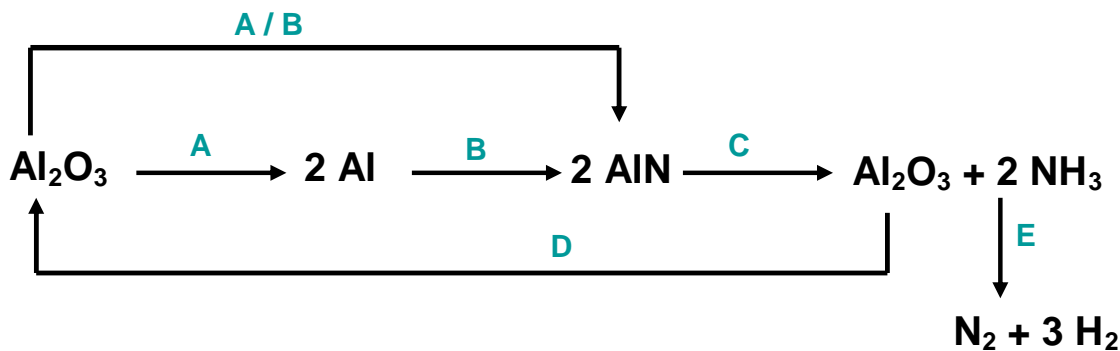 A / B
Al₂O₃ A 2 Al B 2 AlN C Al₂O₃ + 2 NH₃
D E
N₂ + 3 H₂